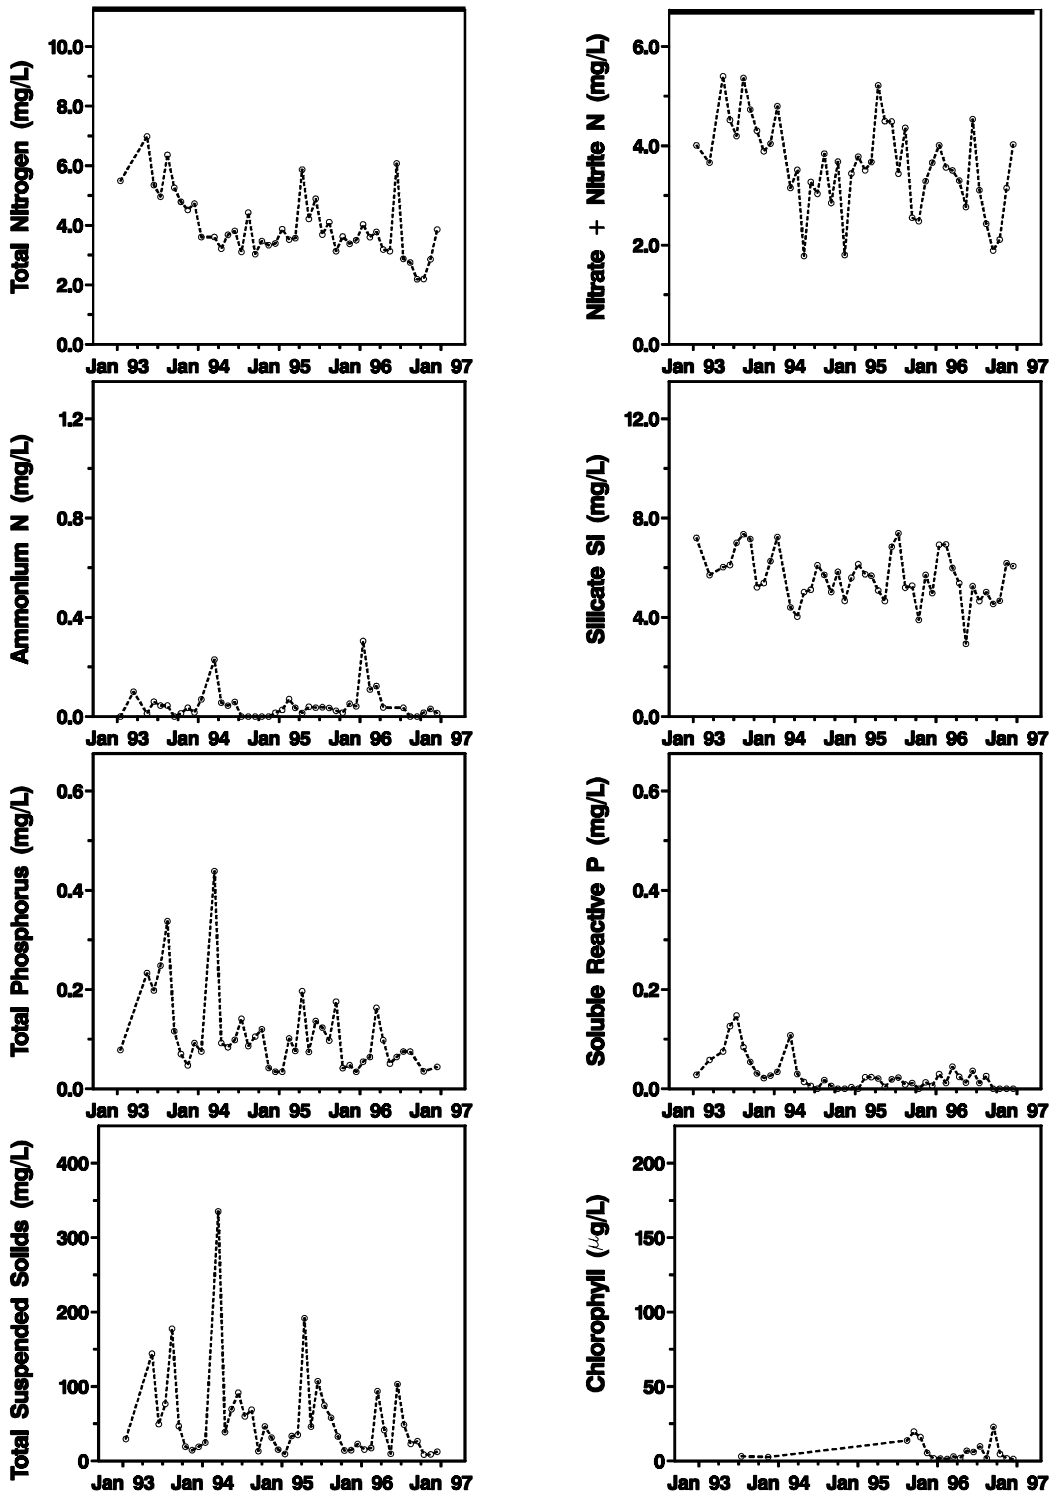 Total Nitrogen (mg/L)
10.0
8.0
6.0
4.0
2.0
0.0
Jan 93 Jan 94 Jan 95 Jan 96 Jan 97
Nitrate + Nitrite N (mg/L)
6.0
4.0
2.0
0.0
Jan 93 Jan 94 Jan 95 Jan 96 Jan 97
Ammonium N (mg/L)
1.2
0.8
0.4
0.0
Jan 93 Jan 94 Jan 95 Jan 96 Jan 97
Silicate Si (mg/L)
12.0
8.0
4.0
0.0
Jan 93 Jan 94 Jan 95 Jan 96 Jan 97
Total Phosphorus (mg/L)
0.6
0.4
0.2
0.0
Jan 93 Jan 94 Jan 95 Jan 96 Jan 97
Soluble Reactive P (mg/L)
0.6
0.4
0.2
0.0
Jan 93 Jan 94 Jan 95 Jan 96 Jan 97
Total Suspended Solids (mg/L)
400
300
200
100
0
Jan 93 Jan 94 Jan 95 Jan 96 Jan 97
Chlorophyll (μg/L)
200
150
100
50
0
Jan 93 Jan 94 Jan 95 Jan 96 Jan 97